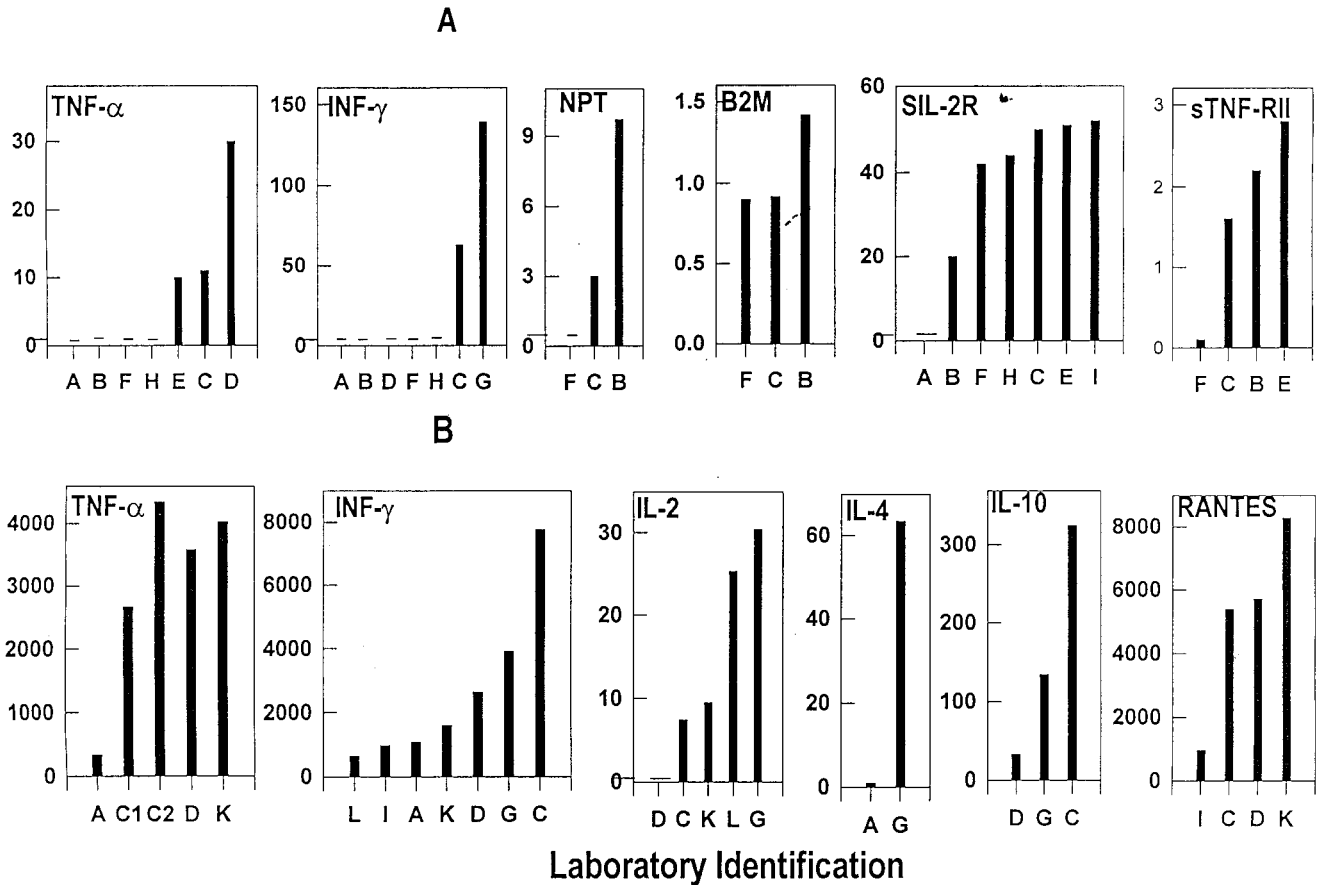 A
TNF-α
30
20
10
0
A B F H E C D
INF-γ
150
100
50
0
A B D F H C G
NPT
9
6
3
0
F C B
B2M
1.5
1.0
0.5
0.0
F C B
SIL-2R
60
40
20
0
A B F H C E I
sTNF-RII
3
2
1
0
F C B E
B
TNF-α
4000
3000
2000
1000
0
A C1 C2 D K
INF-γ
8000
6000
4000
2000
0
L I A K D G C
IL-2
30
20
10
0
D C K L G
IL-4
60
40
20
0
A G
IL-10
300
200
100
0
D G C
RANTES
8000
6000
4000
2000
0
I C D K
Laboratory Identification